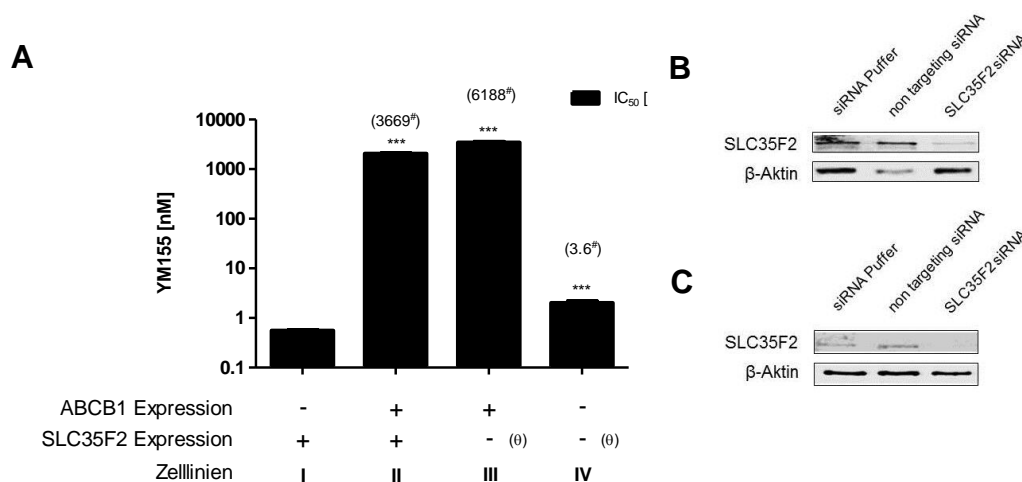 A
(3669#)
***
(6188#)
***
IC50 [
(3.6#)
***
YM155 [nM]
10000
1000
100
10
1
0.1
ABCB1 Expression - + + -
SLC35F2 Expression + + - (θ) - (θ)
Zelllinien I II III IV
B
siRNA Puffer
non targeting siRNA
SLC35F2 siRNA
SLC35F2
β-Aktin
C
siRNA Puffer
non targeting siRNA
SLC35F2 siRNA
SLC35F2
β-Aktin